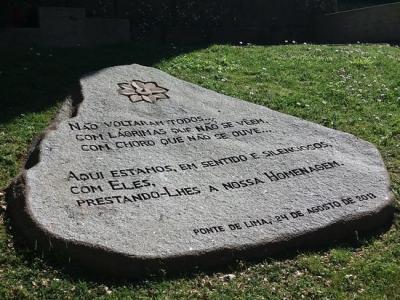 NÃO VOLTARAM TODOS...
COM LÁGRIMAS QUE NÃO SE VÊEM
COM CHORO QUE NÃO SE OUVE...
AQUI ESTAMOS, EM SENTIDO E SILENCIOSOS,
COM ELES,
PRESTANDO-LHES A NOSSA HOMENAGEM.
PONTE DE LIMA, 24 DE AGOSTO DE 2013